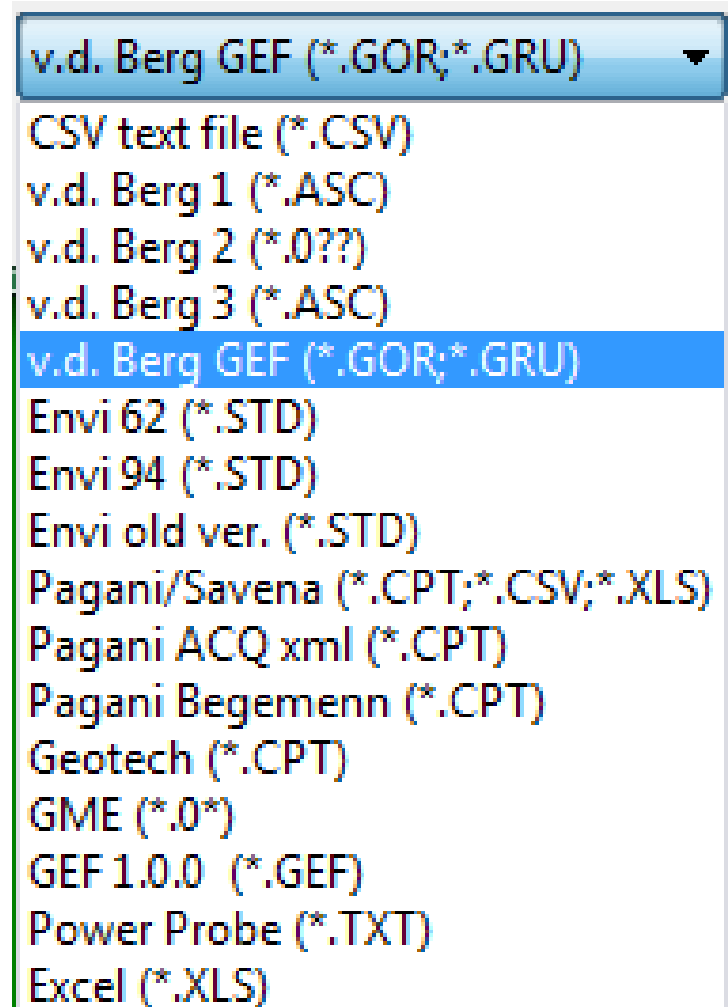 v.d. Berg GEF (*.GOR;*.GRU)
CSV text file (*.CSV)
v.d. Berg 1 (*.ASC)
v.d. Berg 2 (*.0??)
v.d. Berg 3 (*.ASC)
v.d. Berg GEF (*.GOR;*.GRU)
Envi 62 (*.STD)
Envi 94 (*.STD)
Envi old ver. (*.STD)
Pagani/Savena (*.CPT;*.CSV;*.XLS)
Pagani ACQ xml (*.CPT)
Pagani Begemenn (*.CPT)
Geotech (*.CPT)
GME (*.0*)
GEF 1.0.0  (*.GEF)
Power Probe (*.TXT)
Excel (*.XLS)